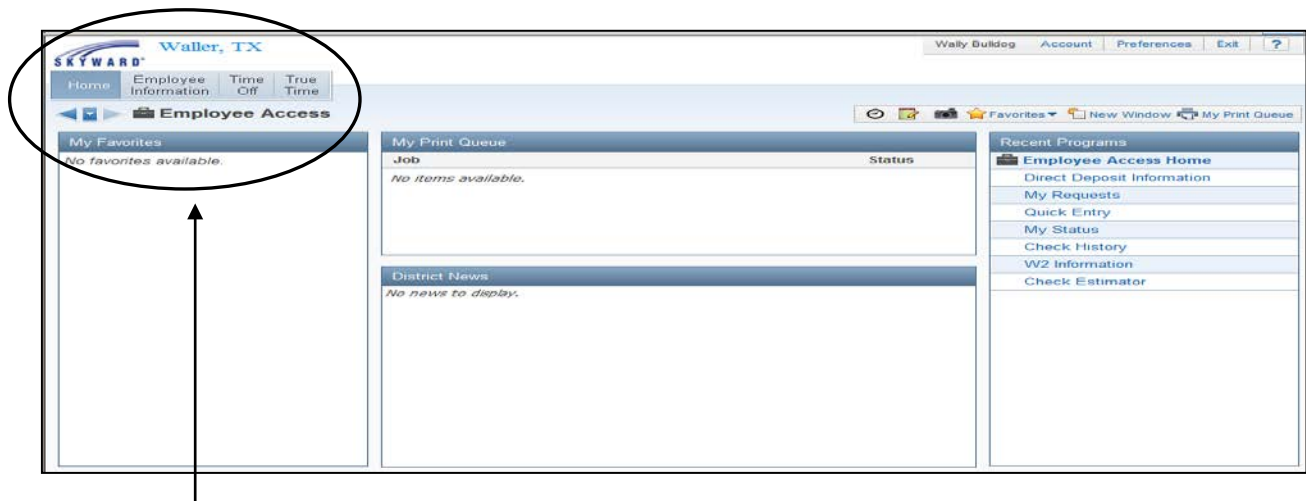 Waller, TX
SKYWARD
Wally Bulldog Account Preferences Exit ?
Home Employee Information Time Off True Time
Employee Access
Favorites New Window My Print Queue
My Favorites
No favorites available.
My Print Queue
Job Status
No items available.
District News
No news to display.
Recent Programs
Employee Access Home
Direct Deposit Information
My Requests
Quick Entry
My Status
Check History
W2 Information
Check Estimator